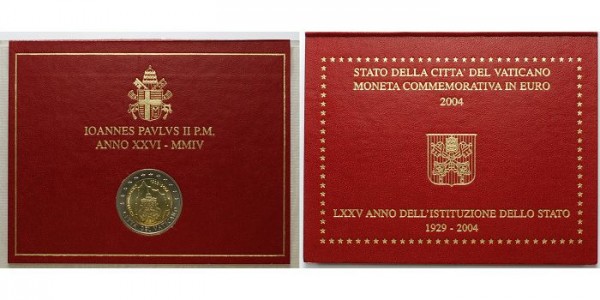 IOANNES PAVLVS II P.M.
ANNO XXVI - MMIV
STATO DELLA CITTA' DEL VATICANO
MONETA COMMEMORATIVA IN EURO
2004
LXXV ANNO DELL'ISTITUZIONE DELLO STATO
1929 - 2004